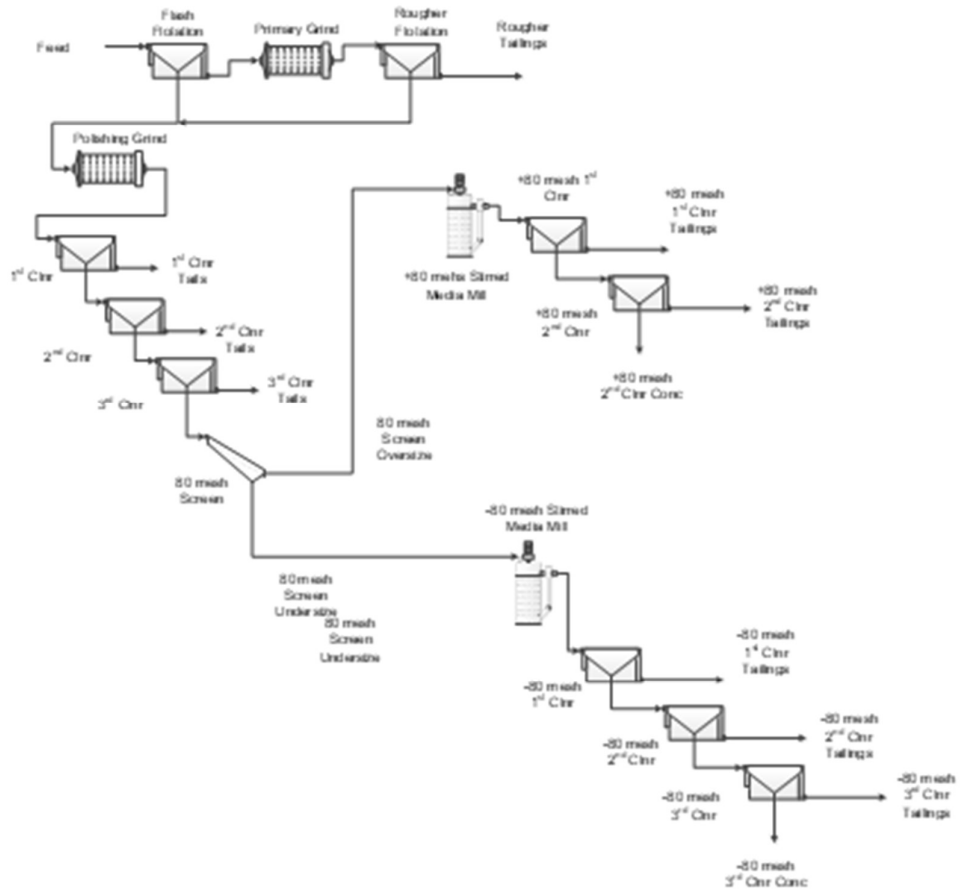 Flash
Flotation
Primary Grind
Rougher
Flotation
Rougher
Tailings
Feed
Polishing Grind
1st Clnr
1st Clnr
Tails
2nd Clnr
2nd Clnr
Tails
3rd Clnr
3rd Clnr
Tails
80 mesh
Screen
80 mesh
Screen
Oversize
+80 mehs Stirred
Media Mill
+80 mesh 1st
Clnr
+80 mesh
1st Clnr
Tailings
+80 mesh
2nd Clnr
+80 mesh
2nd Clnr
Tailings
+80 mesh
2nd Clnr Conc
-80 mesh Stirred
Media Mill
80 mesh
Screen
Undersize
80 mesh
Screen
Undersize
-80 mesh
1st Clnr
-80 mesh
1st Clnr
Tailings
-80 mesh
2nd Clnr
-80 mesh
2nd Clnr
Tailings
-80 mesh
3rd Clnr
-80 mesh
3rd Clnr
Tailings
-80 mesh
3rd Clnr Conc